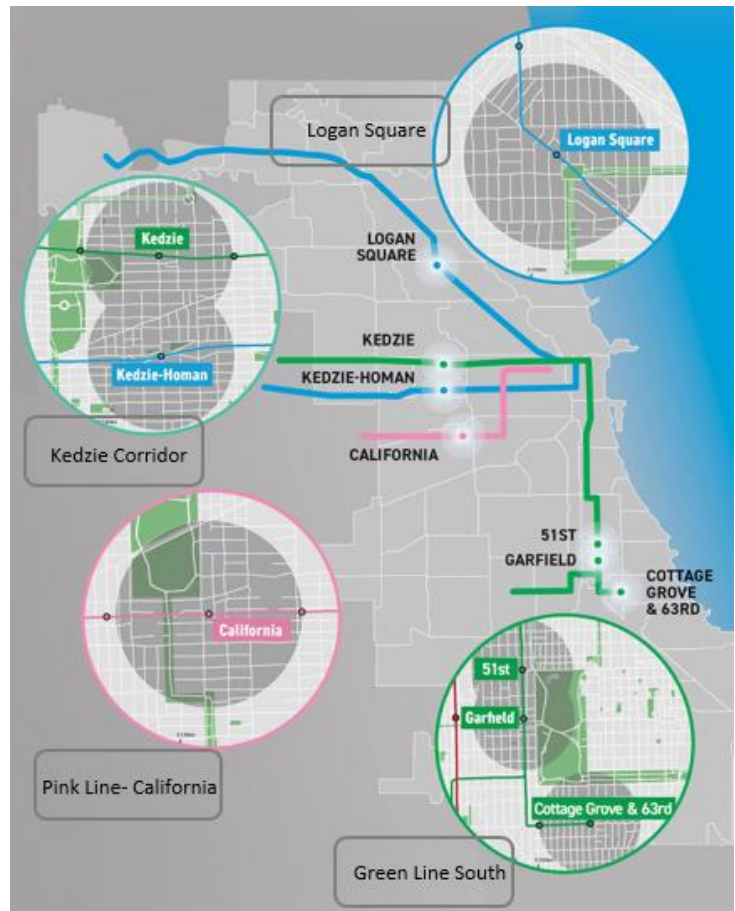 Logan Square
Logan Square
LOGAN
SQUARE
Kedzie
KEDZIE
Kedzie-Homan
KEDZIE-HOMAN
Kedzie Corridor
CALIFORNIA
51ST
GARFIELD
COTTAGE
GROVE
& 63RD
California
51st
Garfield
Pink Line- California
Cottage Grove & 63rd
Green Line South